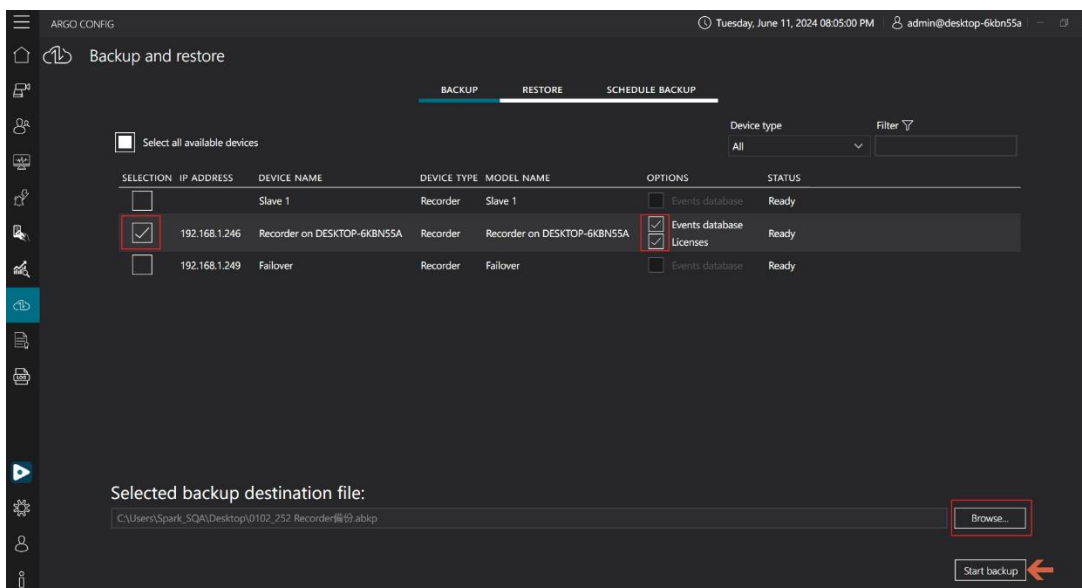 ARGO CONFIG
Tuesday, June 11, 2024 08:05:00 PM
admin@desktop-6kbn55a
Backup and restore
BACKUP RESTORE SCHEDULE BACKUP
Device type Filter
Select all available devices
All
SELECTION IP ADDRESS DEVICE NAME DEVICE TYPE MODEL NAME OPTIONS STATUS
Slave 1 Recorder Slave 1 Events database Ready
192.168.1.246 Recorder on DESKTOP-6KBN55A Recorder Recorder on DESKTOP-6KBN55A Events database Ready
Licenses
192.168.1.249 Failover Recorder Failover Events database Ready
LOG
Selected backup destination file:
C:\Users\Spark_SQA\Desktop\0102_252 Recorder備份.abkp
Browse...
Start backup